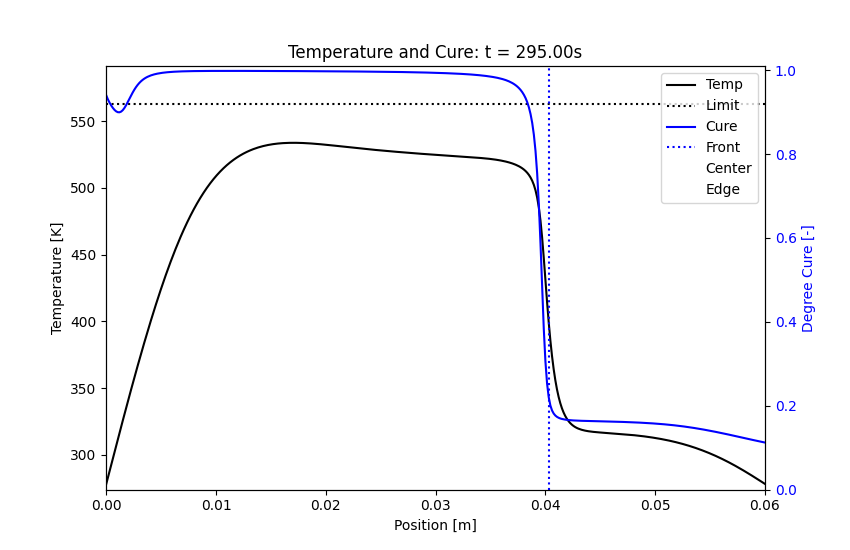 Temperature and Cure: t = 295.00s
Temp
Limit
Cure
Front
Center
Edge
550
500
450
400
350
300
Temperature [K]
1.0
0.8
0.6
0.4
0.2
0.0
Degree Cure [-]
0.00 0.01 0.02 0.03 0.04 0.05 0.06
Position [m]